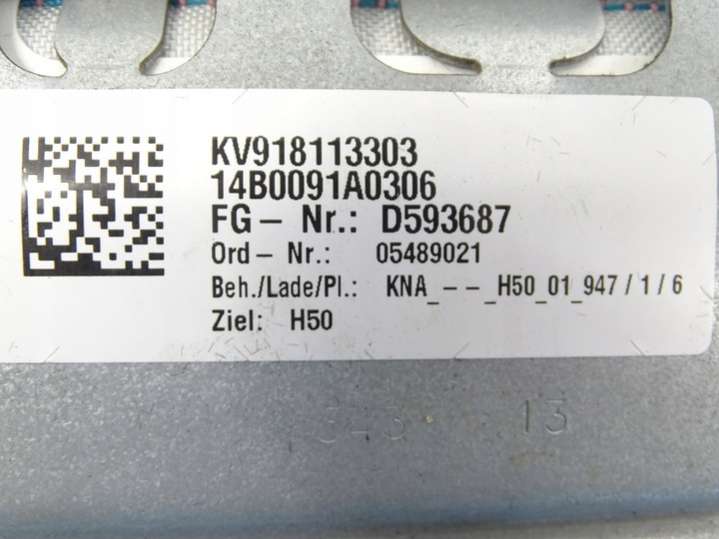 KV918113303
14B0091A0306
FG - Nr.: D593687
Ord - Nr.: 05489021
Beh./Lade/Pl.: KNA_--_H50_01_947 / 1 / 6
Ziel: H50
13